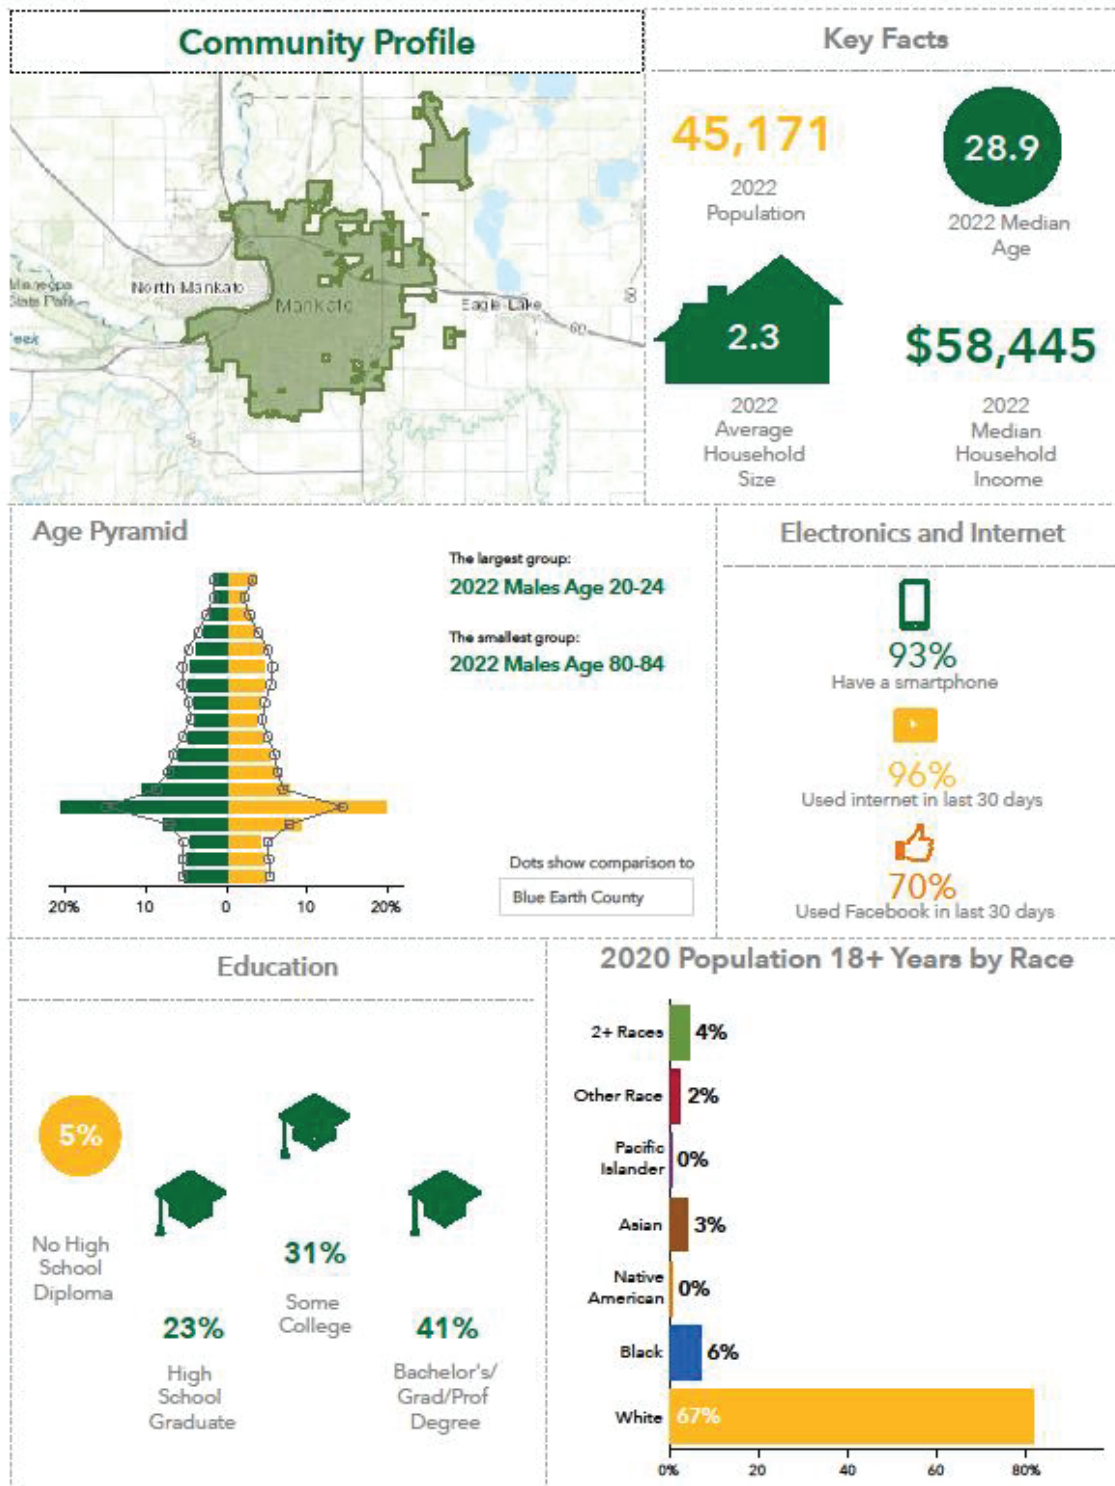 Community Profile
North Mankato
Mankato
Eagle Lake
60
60
State Park
Key Facts
45,171
2022
Population
28.9
2022 Median
Age
2.3
2022
Average
Household
Size
$58,445
2022
Median
Household
Income
Age Pyramid
The largest group:
2022 Males Age 20-24
The smallest group:
2022 Males Age 80-84
20%
10
0
10
20%
Dots show comparison to
Blue Earth County
Electronics and Internet
93%
Have a smartphone
96%
Used internet in last 30 days
70%
Used Facebook in last 30 days
Education
5%
No High
School
Diploma
23%
High
School
Graduate
31%
Some
College
41%
Bachelor's/
Grad/Prof
Degree
2020 Population 18+ Years by Race
2+ Races
4%
Other Race
2%
Pacific
Islander
0%
Asian
3%
Native
American
0%
Black
6%
White
67%
0%
20
40
60
80%